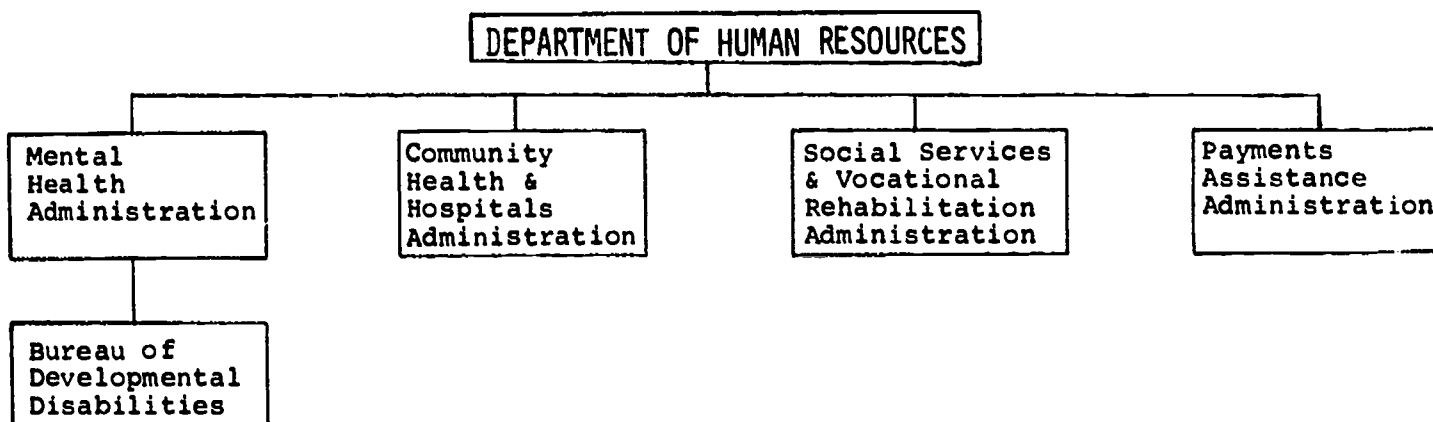 DEPARTMENT OF HUMAN RESOURCES
Mental
Health
Administration
Community
Health &
Hospitals
Administration
Social Services
& Vocational
Rehabilitation
Administration
Payments
Assistance
Administration
Bureau of
Developmental
Disabilities